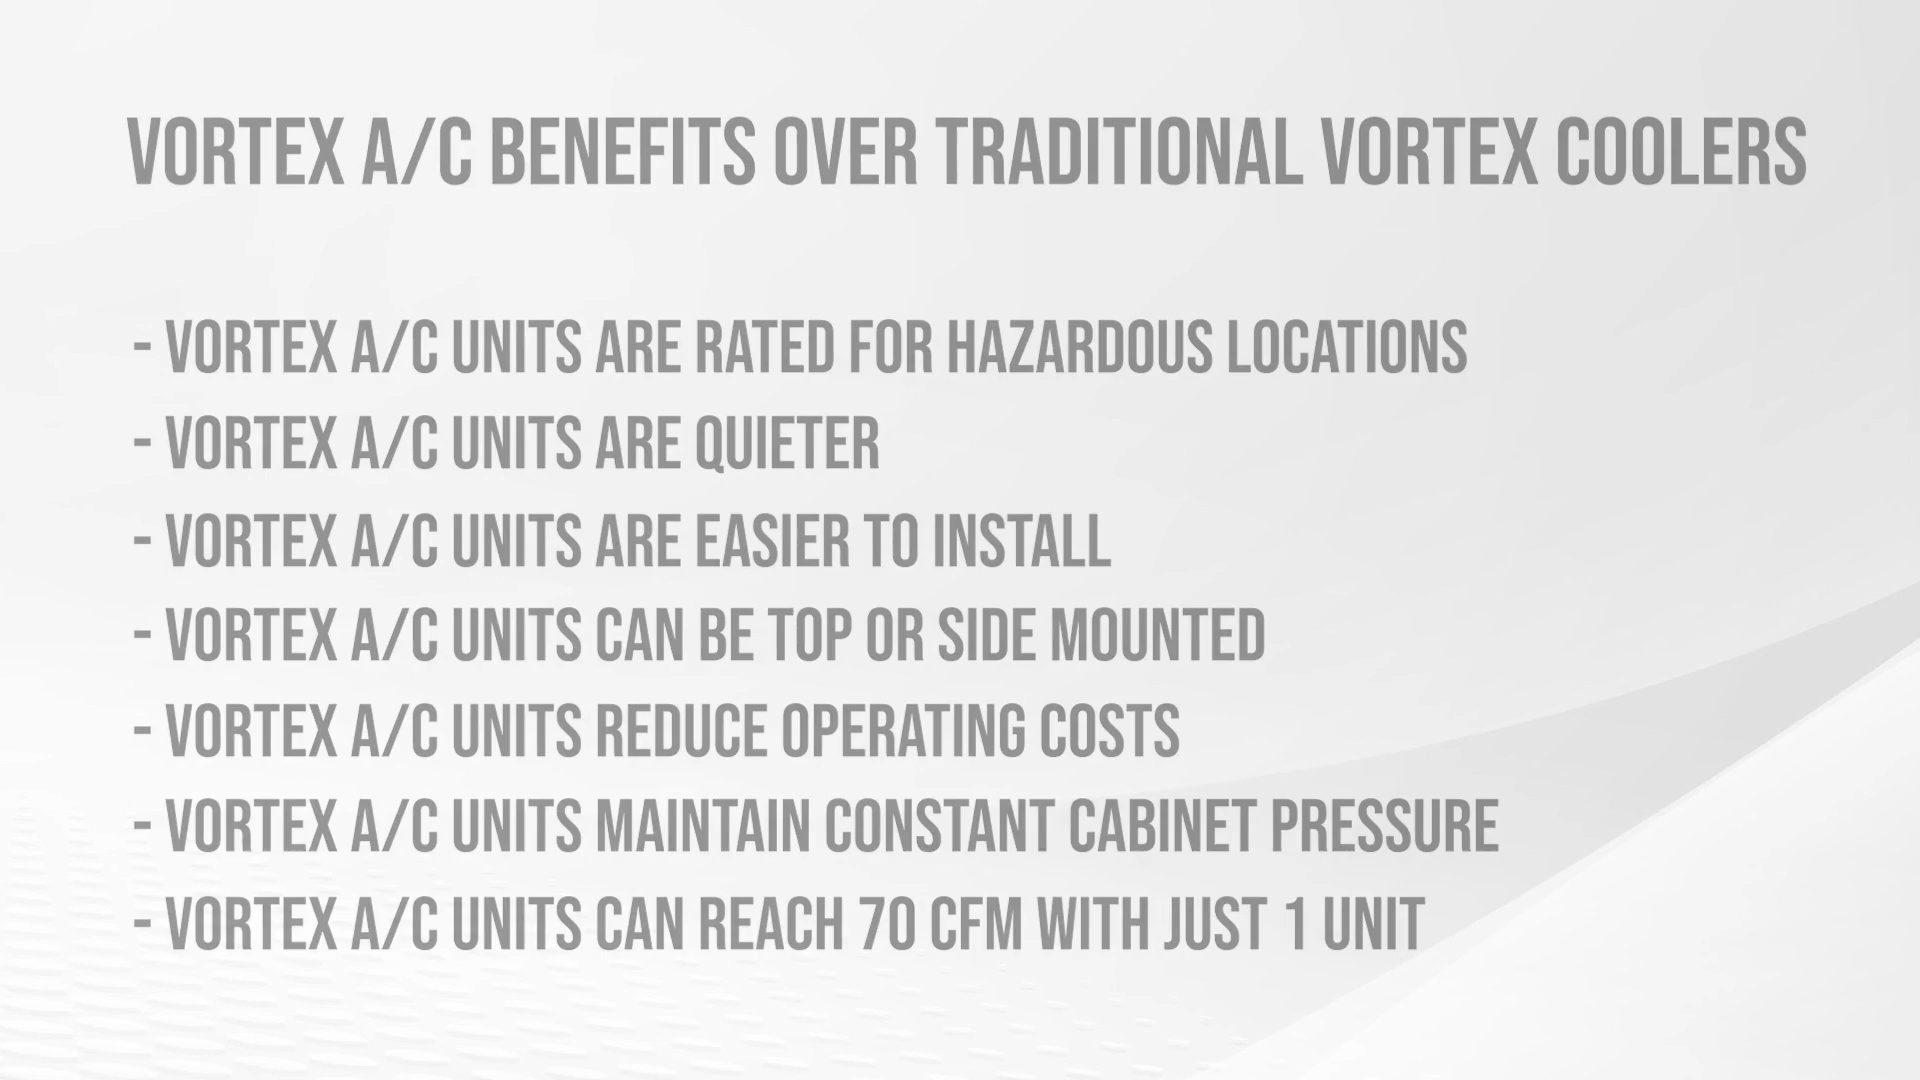 VORTEX A/C BENEFITS OVER TRADITIONAL VORTEX COOLERS
- VORTEX A/C UNITS ARE RATED FOR HAZARDOUS LOCATIONS
- VORTEX A/C UNITS ARE QUIETER
- VORTEX A/C UNITS ARE EASIER TO INSTALL
- VORTEX A/C UNITS CAN BE TOP OR SIDE MOUNTED
- VORTEX A/C UNITS REDUCE OPERATING COSTS
- VORTEX A/C UNITS MAINTAIN CONSTANT CABINET PRESSURE
- VORTEX A/C UNITS CAN REACH 70 CFM WITH JUST 1 UNIT